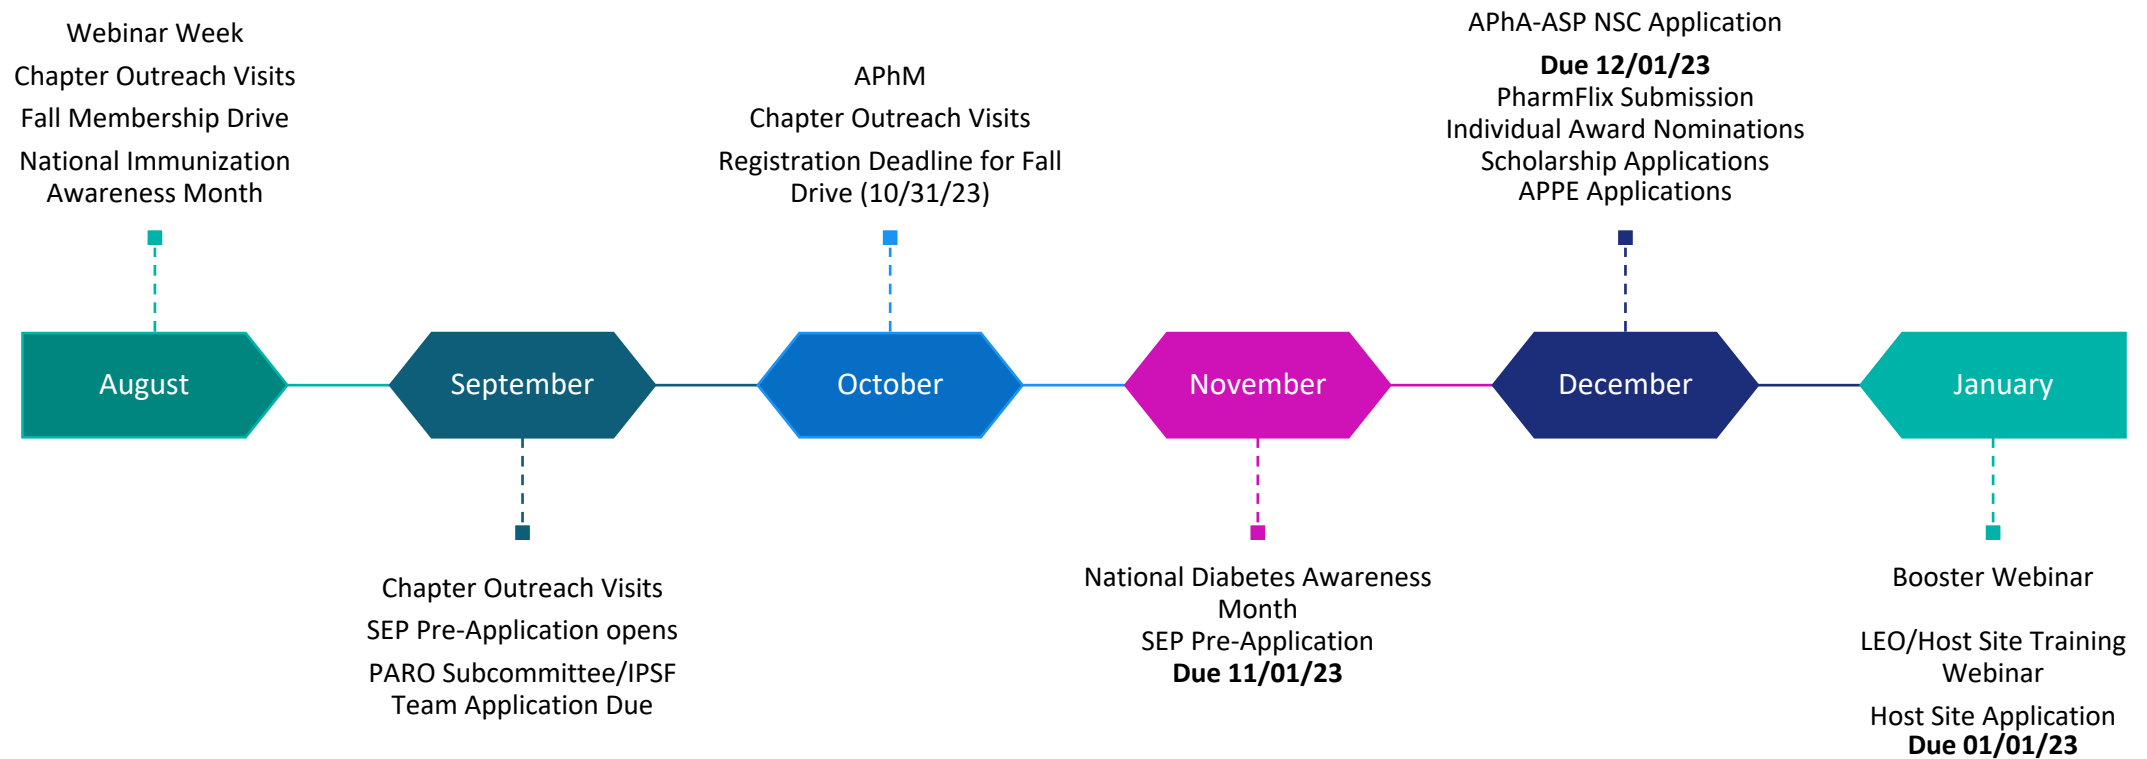 Webinar Week
Chapter Outreach Visits
Fall Membership Drive
National Immunization
Awareness Month
APhM
Chapter Outreach Visits
Registration Deadline for Fall
Drive (10/31/23)
APhA-ASP NSC Application
Due 12/01/23
PharmFlix Submission
Individual Award Nominations
Scholarship Applications
APPE Applications
August
September
October
November
December
January
Chapter Outreach Visits
SEP Pre-Application opens
PARO Subcommittee/IPSF
Team Application Due
National Diabetes Awareness
Month
SEP Pre-Application
Due 11/01/23
Booster Webinar
LEO/Host Site Training
Webinar
Host Site Application
Due 01/01/23